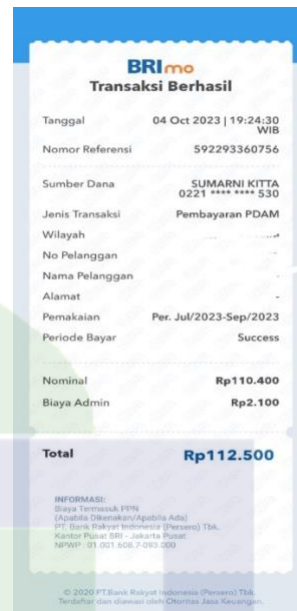 BRImo
Transaksi Berhasil
Tanggal 04 Oct 2023 | 19:24:30
WIB
Nomor Referensi 592293360756
Sumber Dana SUMARNI KITTA
0221 **** **** 530
Jenis Transaksi Pembayaran PDAM
Wilayah
No Pelanggan
Nama Pelanggan
Alamat -
Pemakaian Per. Jul/2023-Sep/2023
Periode Bayar Success
Nominal Rp110.400
Biaya Admin Rp2.100
Total Rp112.500
INFORMASI:
Biaya Termasuk PPN
(Apabila Dikenakan/Apabila Ada)
PT. Bank Rakyat Indonesia (Persero) Tbk.
Kantor Pusat BRI - Jakarta Pusat
NPWP : 01.001.608.7-093.000
© 2020 PT.Bank Rakyat Indonesia (Persero) Tbk.
Terdaftar dan diawasi oleh Otoritas Jasa Keuangan.